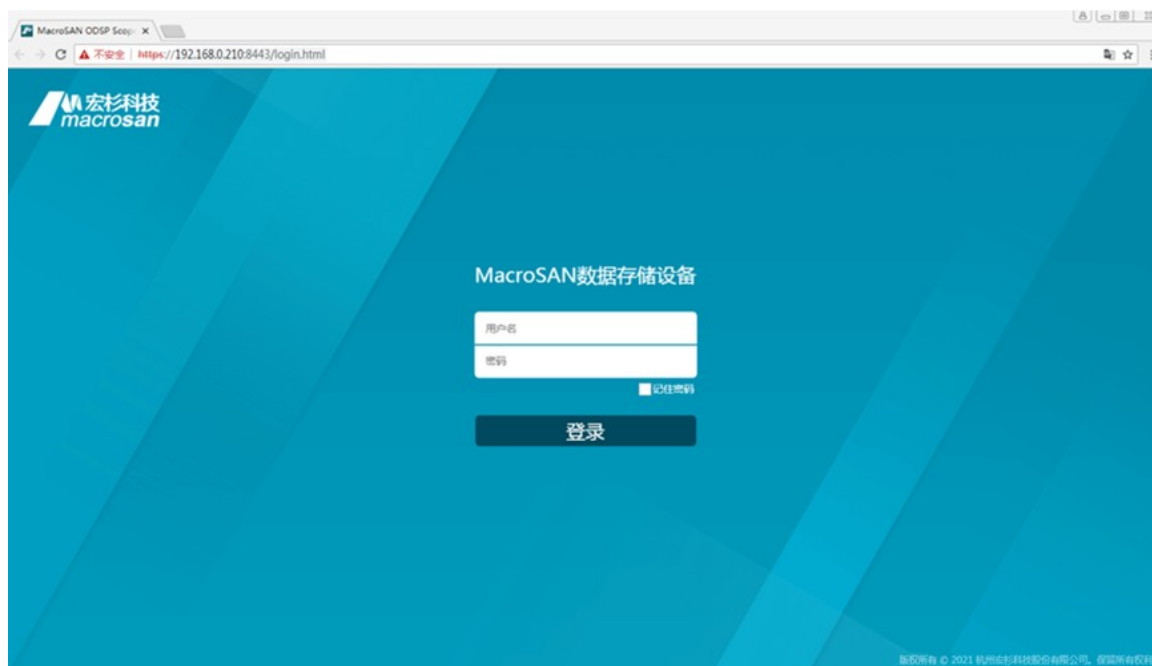 MacroSAN ODSP Scop
不安全 | https://192.168.0.210:8443/login.html
宏杉科技
macrosan
MacroSAN数据存储设备
用户名
密码
记住密码
登录
版权所有 © 2021 杭州宏杉科技股份有限公司。保留所有权利